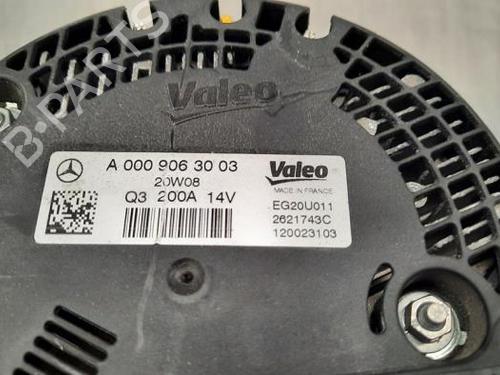 Valeo
B-PARTS
A 000 906 30 03
20W08
Q3 200A 14V
Valeo
MADE IN FRANCE
EG20U011
2621743C
120023103